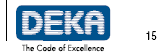 DEKA 15
The Code of Excellence